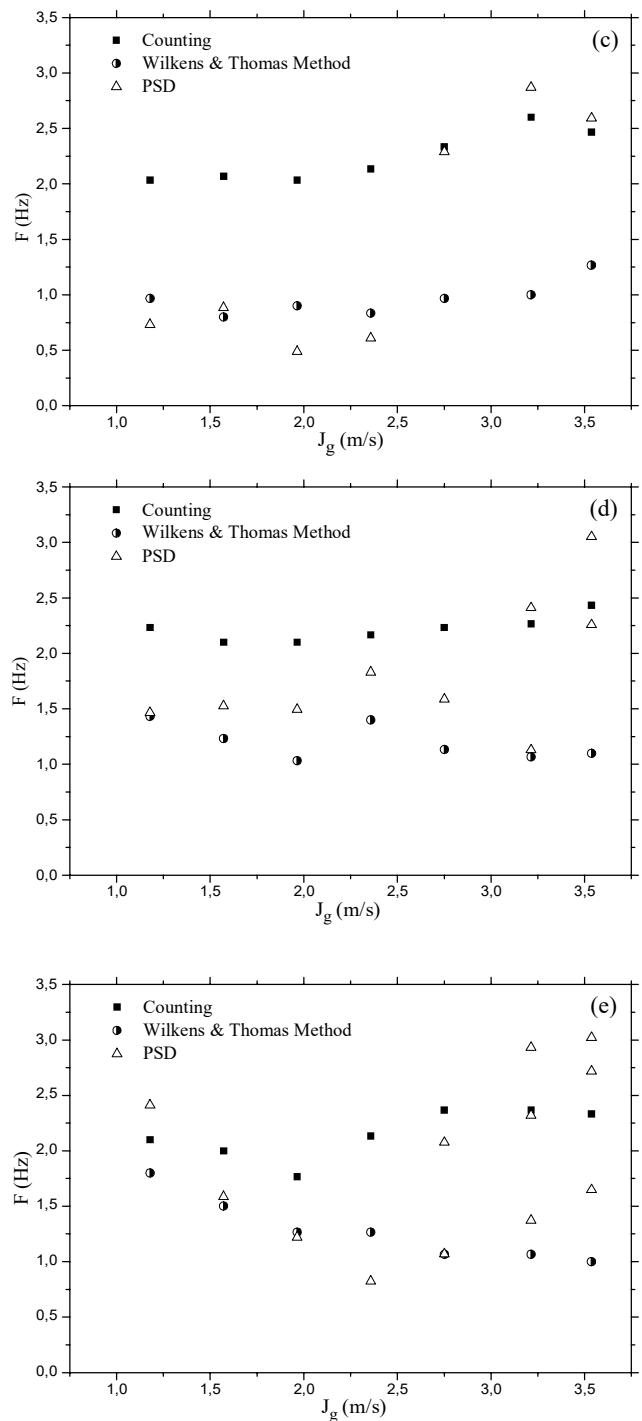 (c)
Counting
Wilkens & Thomas Method
PSD
F (Hz)
3,5
3,0
2,5
2,0
1,5
1,0
0,5
0,0
1,0 1,5 2,0 2,5 3,0 3,5
Jg (m/s)
(d)
Counting
Wilkens & Thomas Method
PSD
F (Hz)
3,5
3,0
2,5
2,0
1,5
1,0
0,5
0,0
1,0 1,5 2,0 2,5 3,0 3,5
Jg (m/s)
(e)
Counting
Wilkens & Thomas Method
PSD
F (Hz)
3,5
3,0
2,5
2,0
1,5
1,0
0,5
0,0
1,0 1,5 2,0 2,5 3,0 3,5
Jg (m/s)